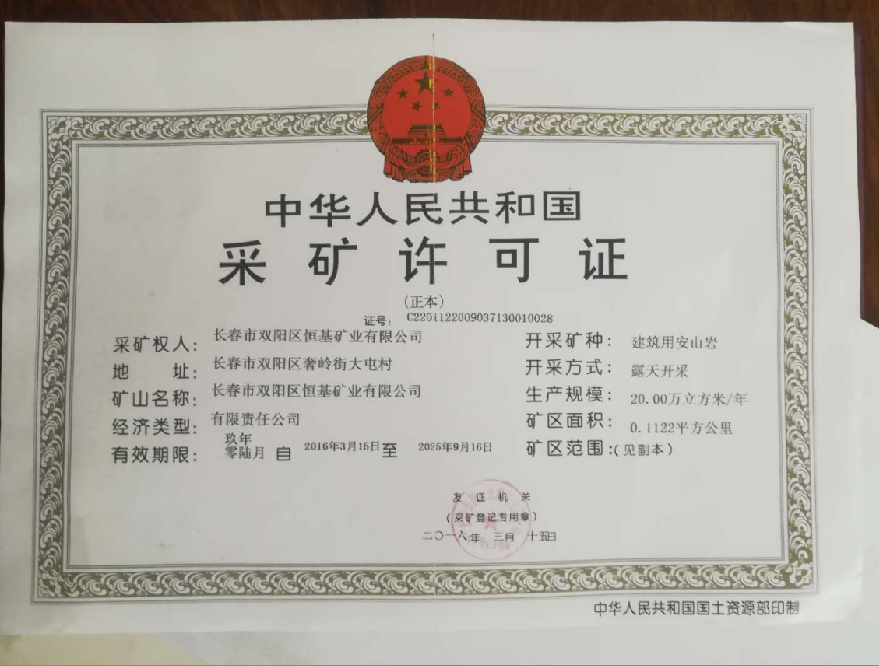 中华人民共和国
采矿许可证
(正本)
证号: C2201122009037130010028
采矿权人: 长春市双阳区恒基矿业有限公司
地 址: 长春市双阳区奢岭街大屯村
矿山名称: 长春市双阳区恒基矿业有限公司
经济类型: 有限责任公司
有效期限: 玖年零陆月 自 2016年3月15日 至 2025年9月16日
开采矿种: 建筑用安山岩
开采方式: 露天开采
生产规模: 20.00万立方米/年
矿区面积: 0.1122平方公里
矿区范围:(见副本)
发 证 机 关
(采矿登记专用章)
二〇一六年 三月 十五日
中华人民共和国国土资源部印制